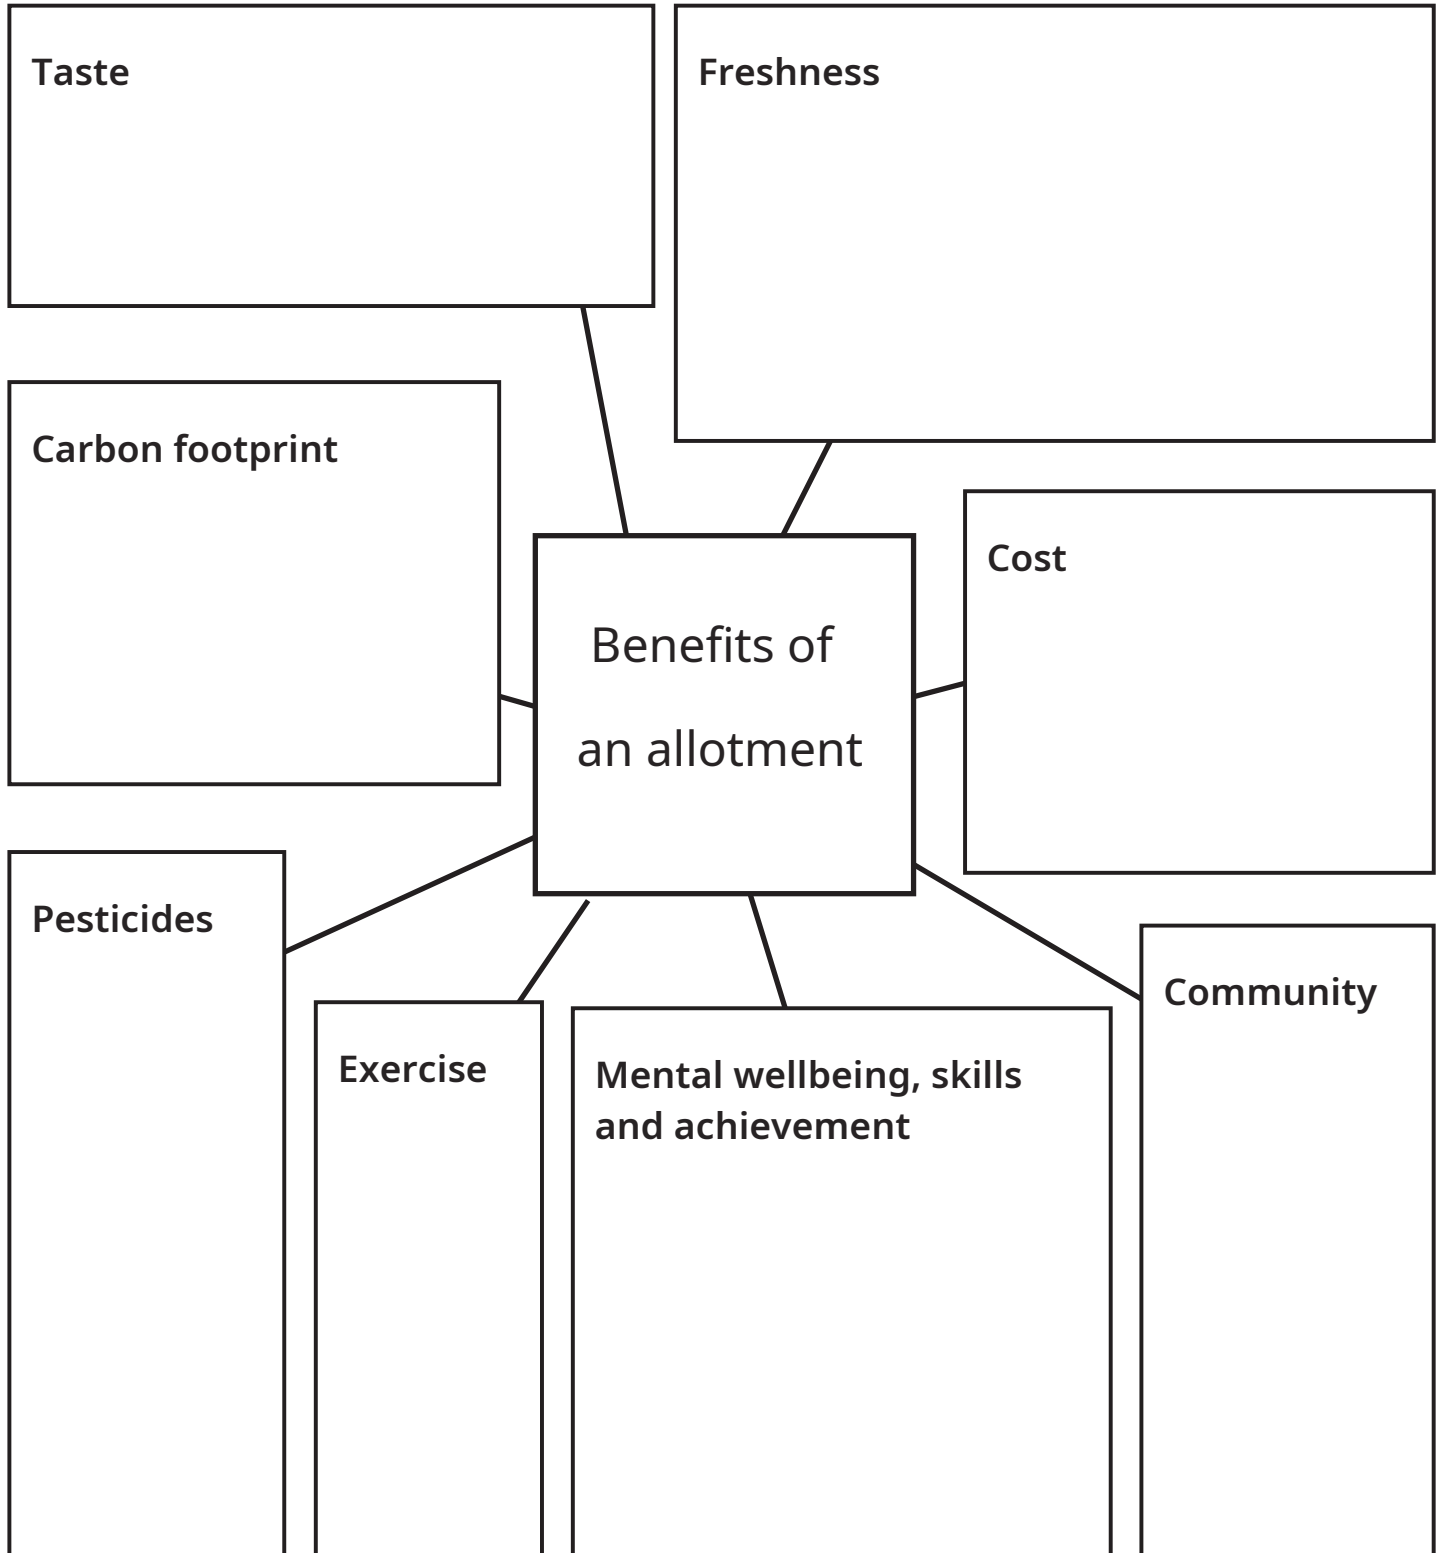 Taste
Freshness
Carbon footprint
Cost
Benefits of
an allotment
Pesticides
Exercise
Mental wellbeing, skills
and achievement
Community